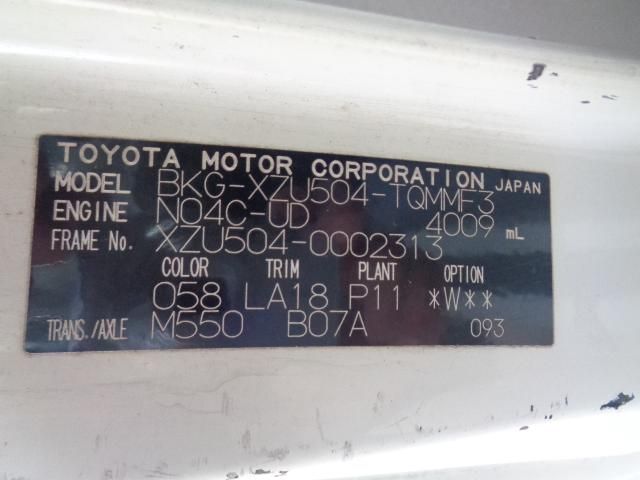 TOYOTA MOTOR CORPORATION JAPAN
MODEL BKG-XZU504-TQMMF3
ENGINE N04C-UD 4009 mL
FRAME No. XZU504-0002313
COLOR TRIM PLANT OPTION
058 LA18 P11 *W**
TRANS./AXLE M550 B07A 093